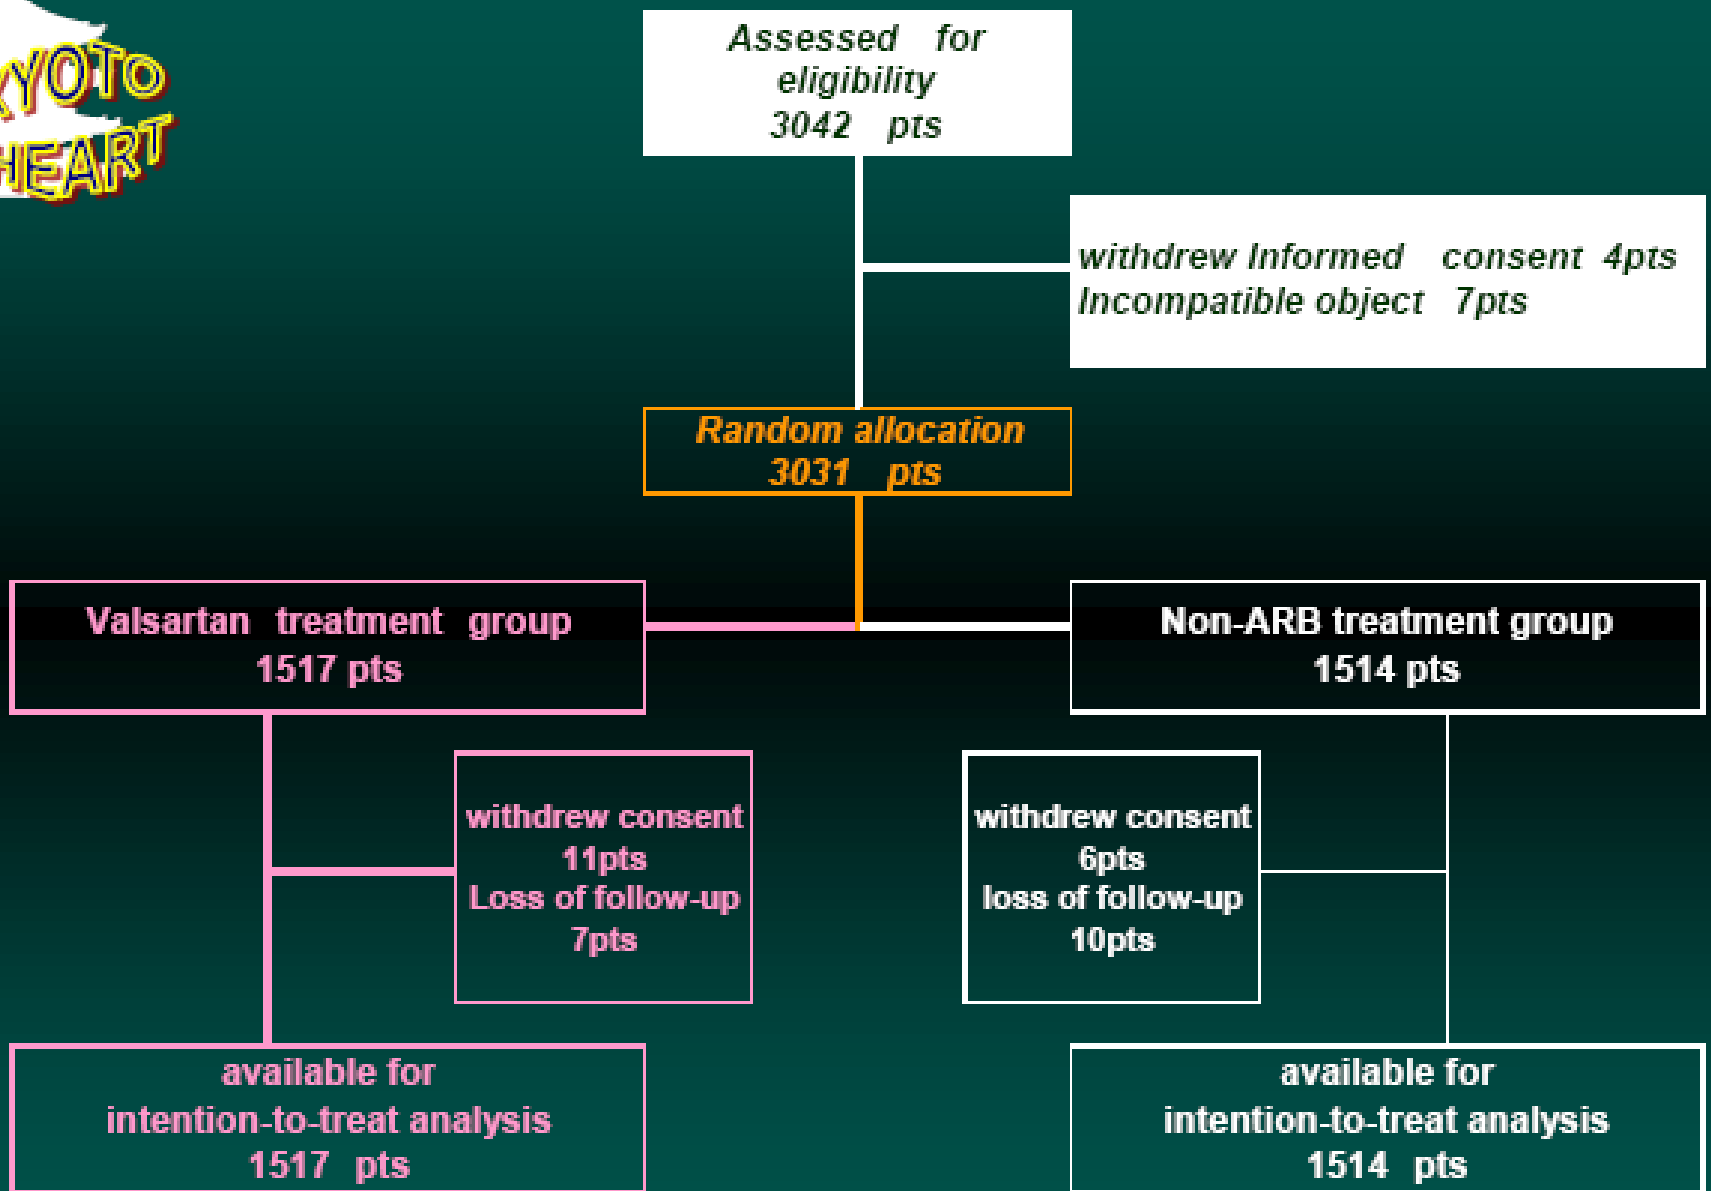 KYOTO
HEART
Assessed for
eligibility
3042 pts
withdrew Informed consent 4pts
Incompatible object 7pts
Random allocation
3031 pts
Valsartan treatment group
1517 pts
Non-ARB treatment group
1514 pts
withdrew consent
11pts
Loss of follow-up
7pts
withdrew consent
6pts
loss of follow-up
10pts
available for
intention-to-treat analysis
1517 pts
available for
intention-to-treat analysis
1514 pts